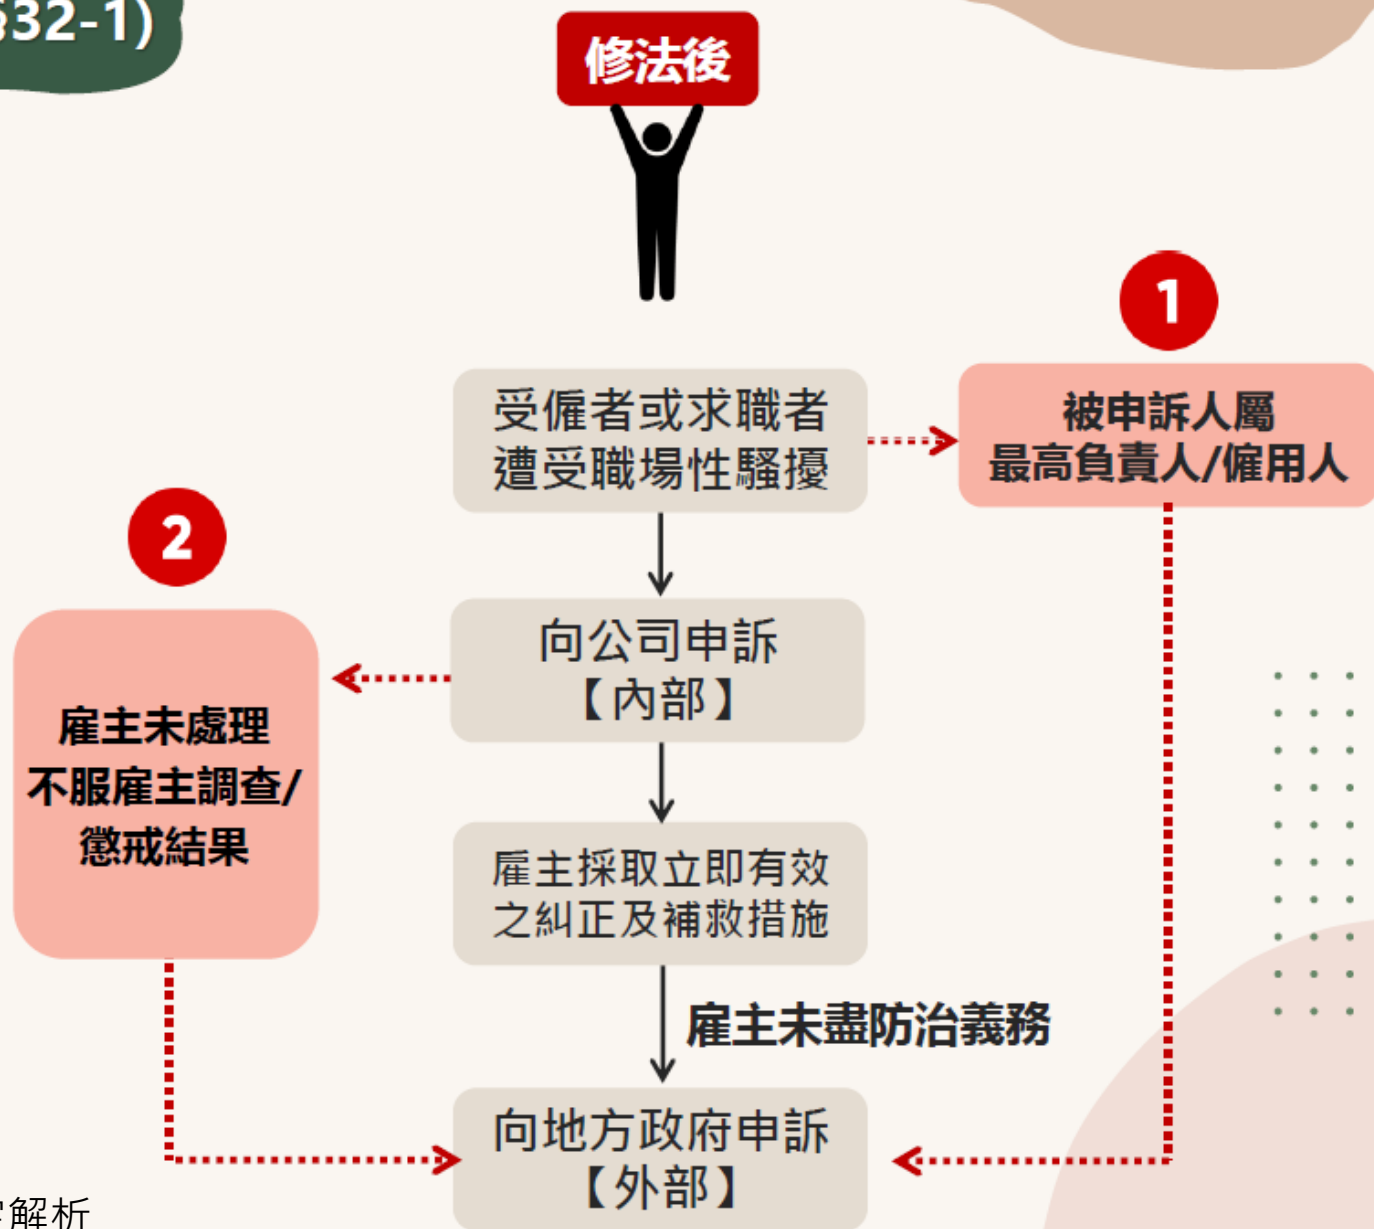 §32-1)
修法後
1
受僱者或求職者
遭受職場性騷擾
被申訴人屬
最高負責人/僱用人
2
向公司申訴
【內部】
雇主未處理
不服雇主調查/
懲戒結果
雇主採取立即有效
之糾正及補救措施
雇主未盡防治義務
向地方政府申訴
【外部】
解析